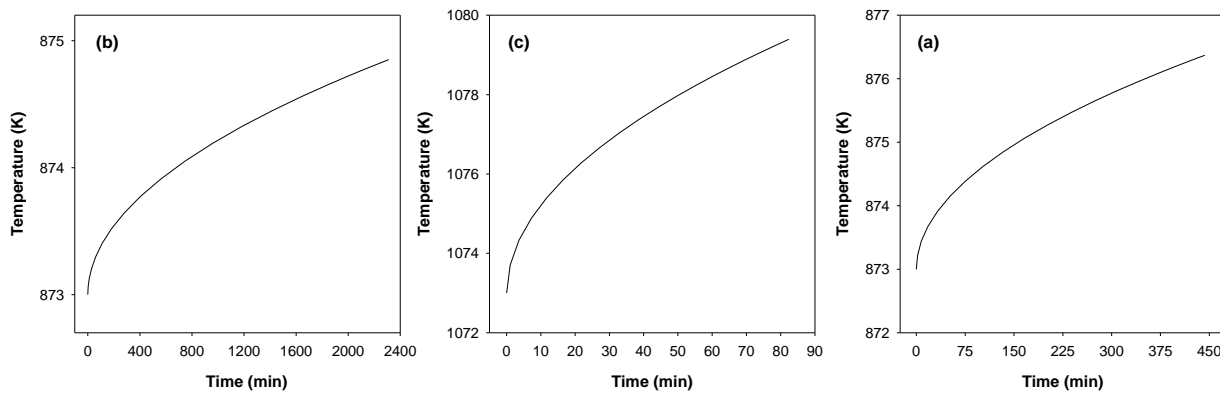 (b)
Temperature (K)
875
874
873
0 400 800 1200 1600 2000 2400
Time (min)
(c)
Temperature (K)
1080
1078
1076
1074
1072
0 10 20 30 40 50 60 70 80 90
Time (min)
(a)
Temperature (K)
877
876
875
874
873
872
0 75 150 225 300 375 450
Time (min)